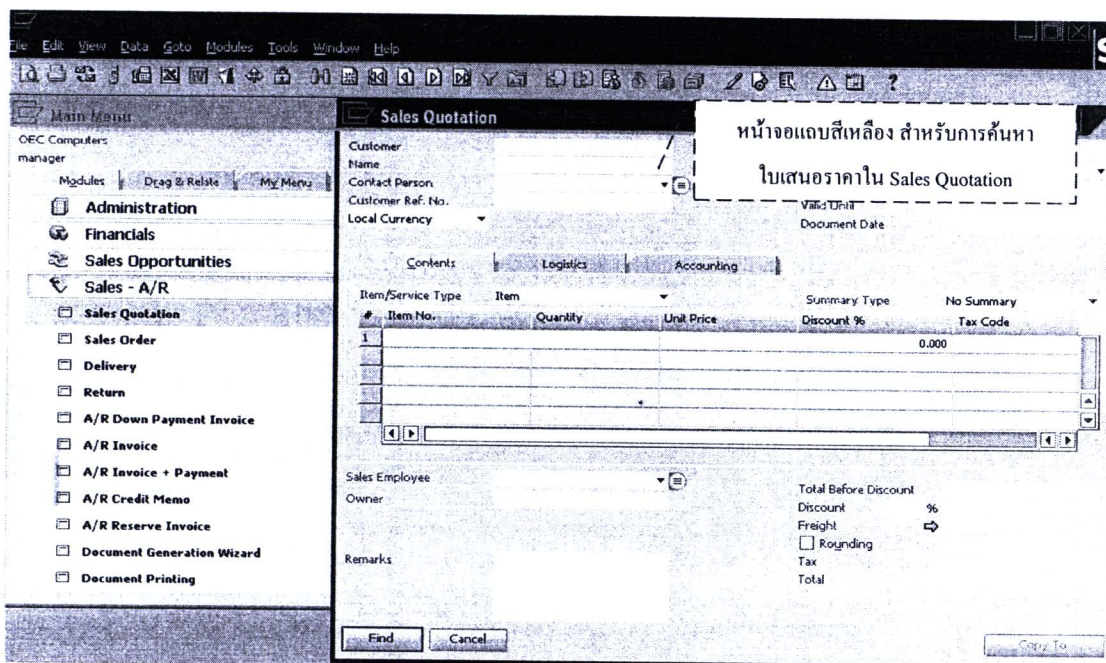 File Edit View Data Goto Modules Tools Window Help
Main Menu
OEC Computers
manager
Modules Drag & Relate My Menu
Administration
Financials
Sales Opportunities
Sales - A/R
Sales Quotation
Sales Order
Delivery
Return
A/R Down Payment Invoice
A/R Invoice
A/R Invoice + Payment
A/R Credit Memo
A/R Reserve Invoice
Document Generation Wizard
Document Printing
Sales Quotation
หน้าจอแถบสีเหลือง สำหรับการค้นหา
ใบเสนอราคาใน Sales Quotation
Customer
Name
Contact Person
Customer Ref. No.
Local Currency
Valid Until
Document Date
Contents Logistics Accounting
Item/Service Type Item Summary Type No Summary
# Item No. Quantity Unit Price Discount % Tax Code
1 0.000
Sales Employee
Owner
Total Before Discount
Discount %
Freight
Rounding
Tax
Total
Remarks
Find Cancel Copy To